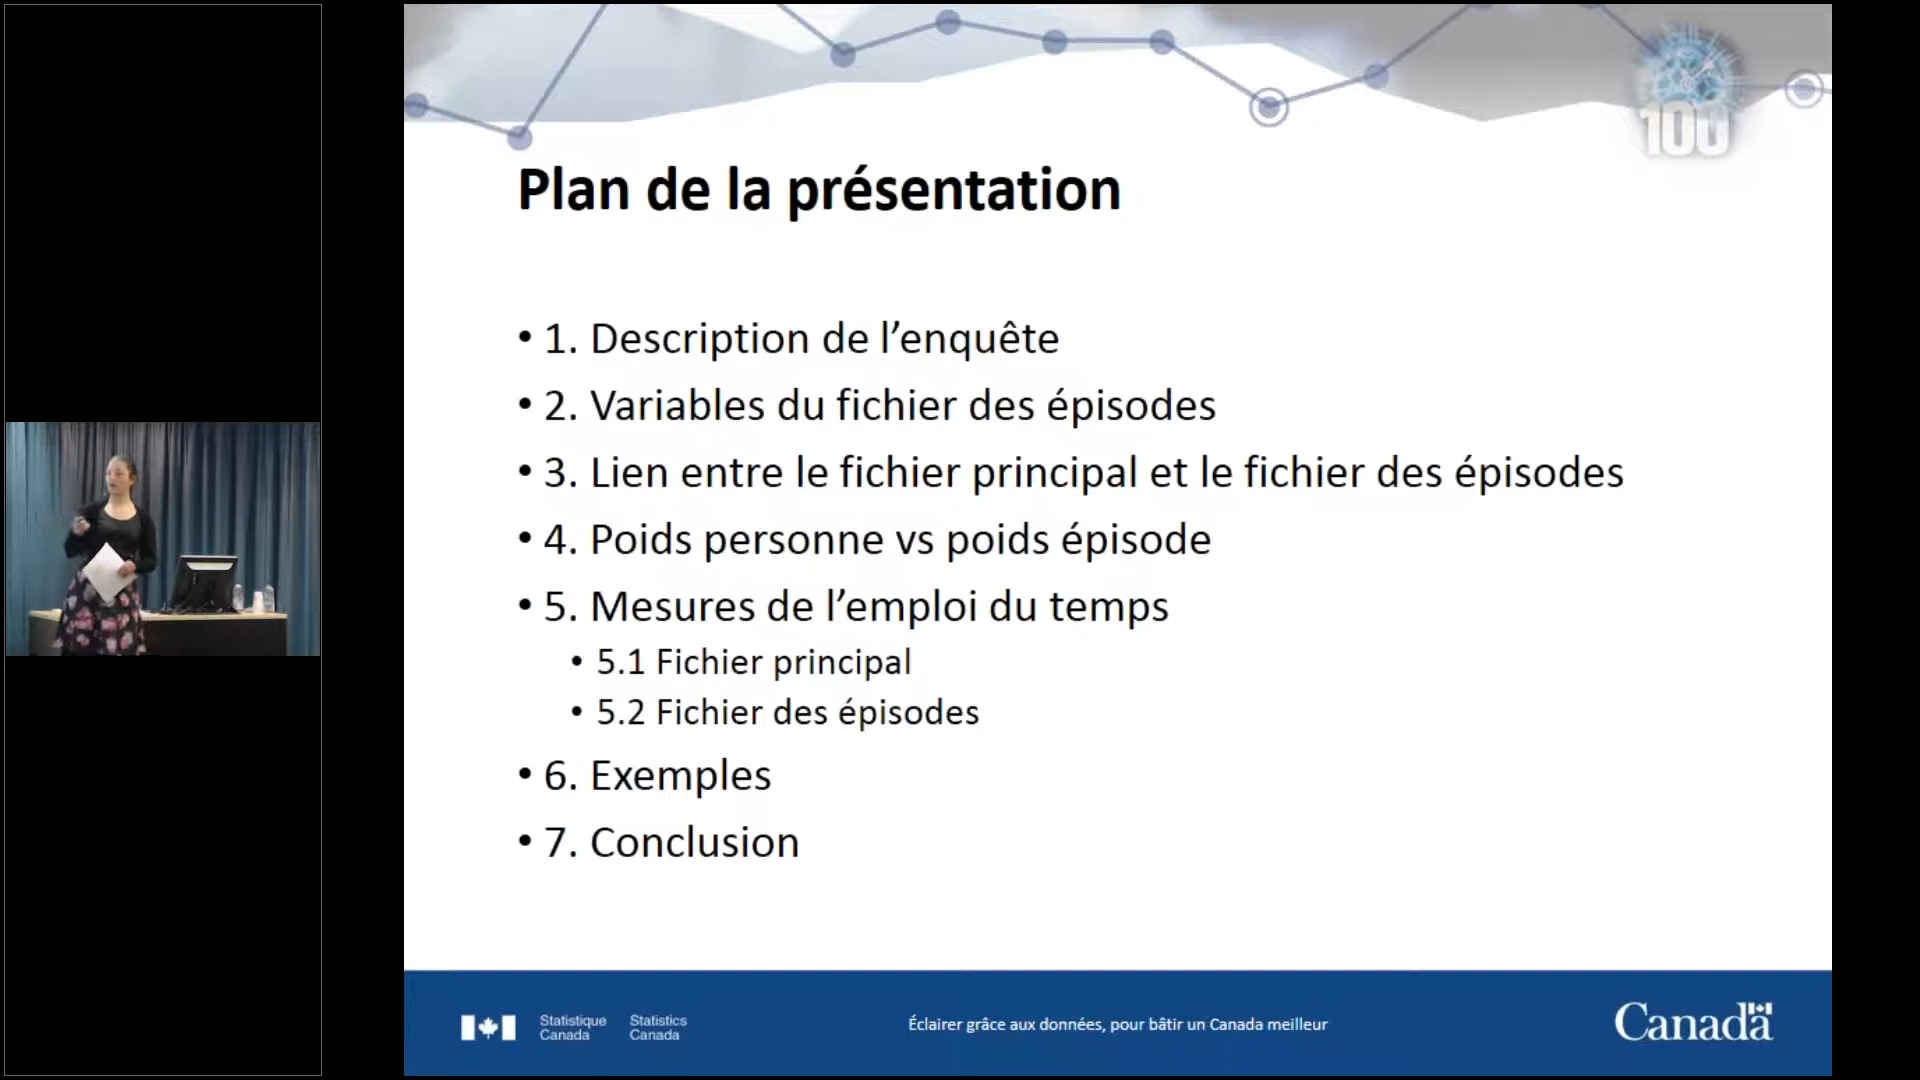 100
Plan de la présentation
• 1. Description de l’enquête
• 2. Variables du fichier des épisodes
• 3. Lien entre le fichier principal et le fichier des épisodes
• 4. Poids personne vs poids épisode
• 5. Mesures de l’emploi du temps
• 5.1 Fichier principal
• 5.2 Fichier des épisodes
• 6. Exemples
• 7. Conclusion
Statistique Canada
Statistics Canada
Éclairer grâce aux données, pour bâtir un Canada meilleur
Canada